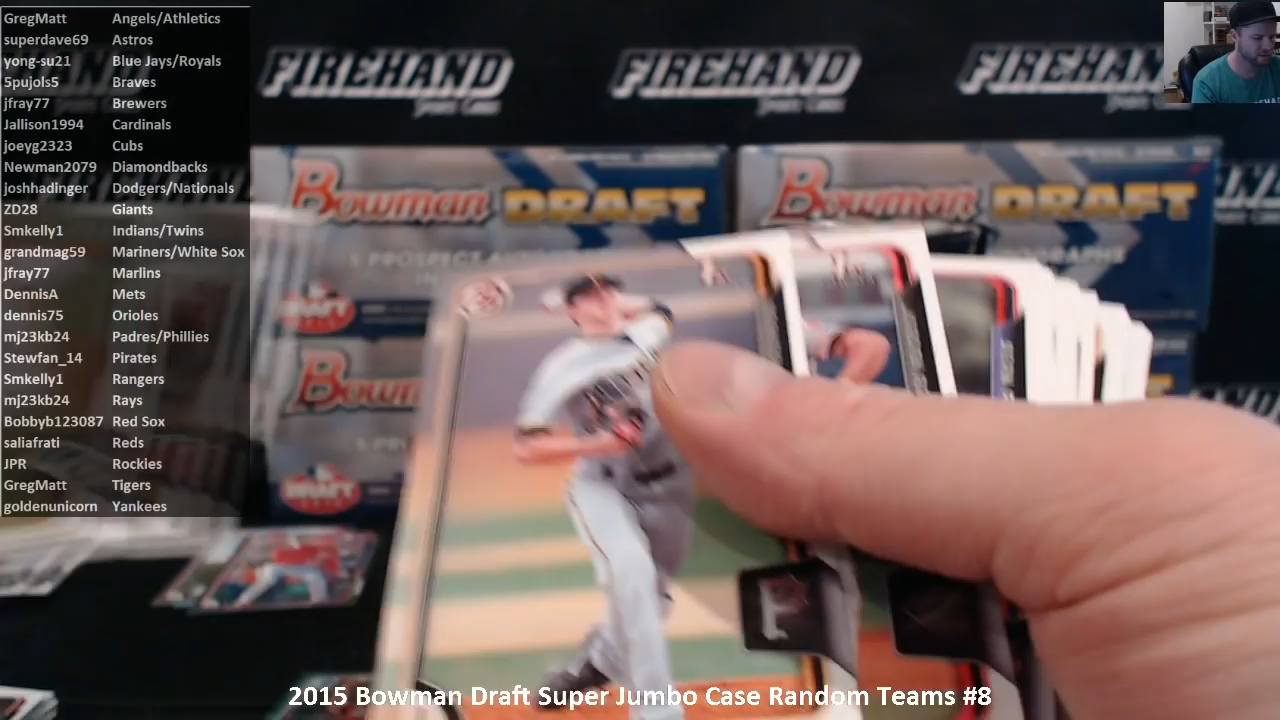 GregMatt Angels/Athletics
superdave69 Astros
yong-su21 Blue Jays/Royals
5pujols5 Braves
jfray77 Brewers
Jallison1994 Cardinals
joeyg2323 Cubs
Newman2079 Diamondbacks
joshhadinger Dodgers/Nationals
ZD28 Giants
Smkelly1 Indians/Twins
grandmag59 Mariners/White Sox
jfray77 Marlins
DennisA Mets
dennis75 Orioles
mj23kb24 Padres/Phillies
Stewfan_14 Pirates
Smkelly1 Rangers
mj23kb24 Rays
Bobbyb123087 Red Sox
saliafrati Reds
JPR Rockies
GregMatt Tigers
goldenunicorn Yankees
FIREHAND FIREHAND FIREHAND
Bowman DRAFT Bowman DRAFT
DRAFT
Bowman
DRAFT
2015 Bowman Draft Super Jumbo Case Random Teams #8